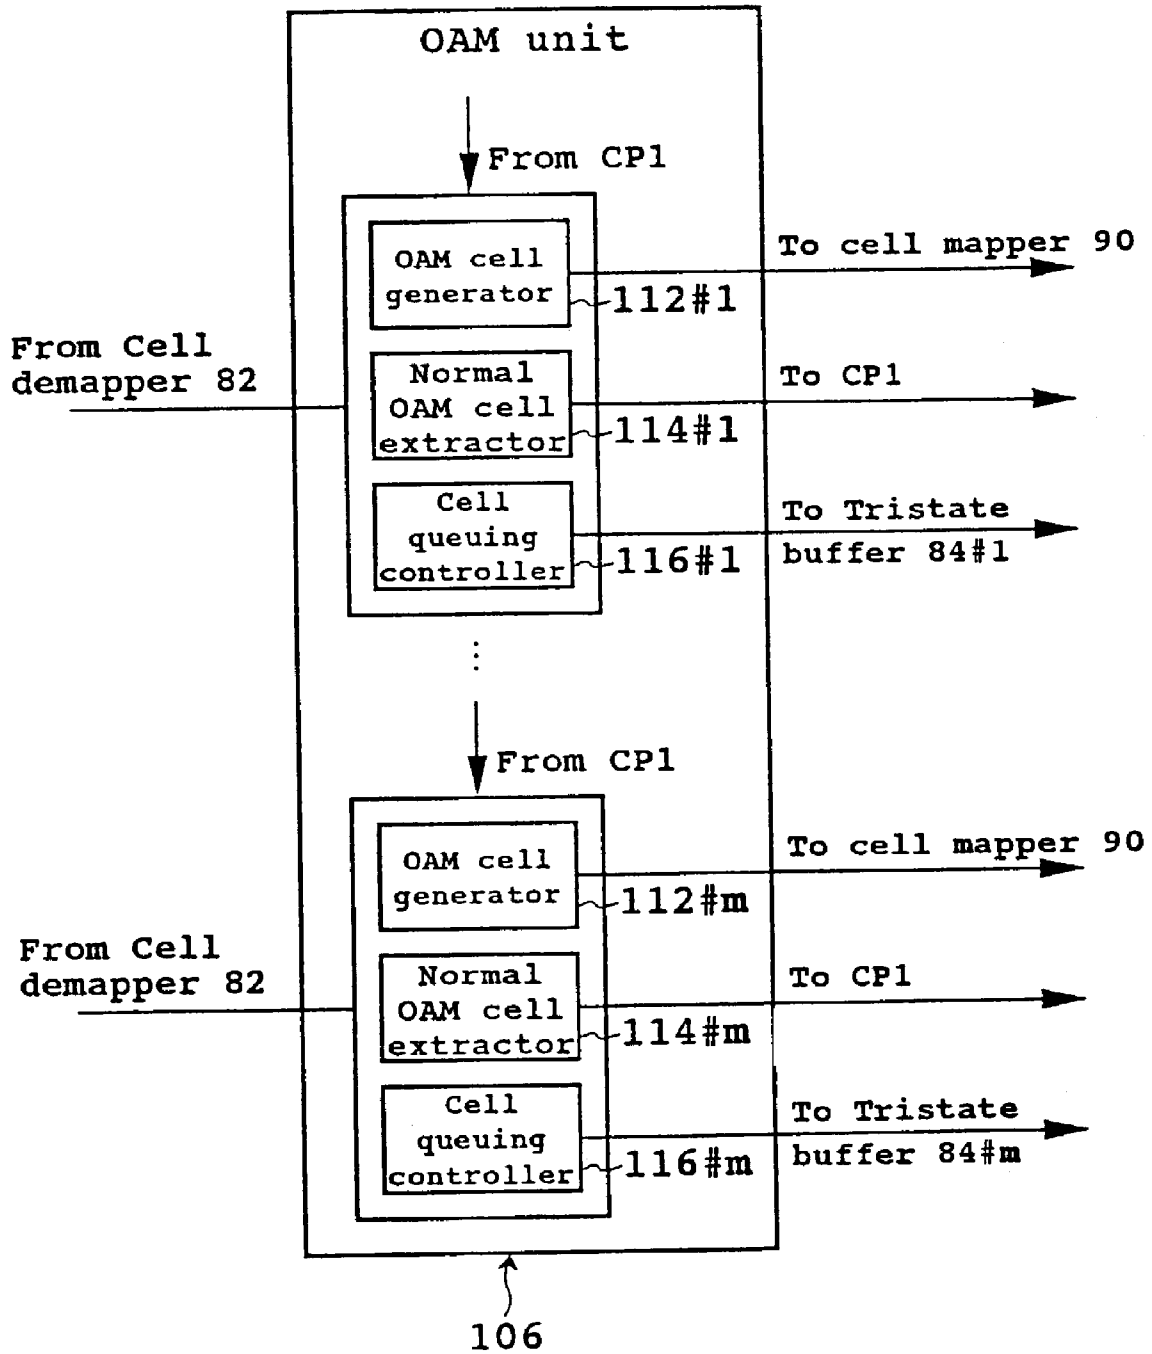 OAM unit
From CP1
OAM cell
generator
To cell mapper 90
112#1
From Cell
demapper 82
Normal
OAM cell
extractor
To CP1
114#1
Cell
queuing
controller
To Tristate
buffer 84#1
116#1
From CP1
OAM cell
generator
To cell mapper 90
112#m
From Cell
demapper 82
Normal
OAM cell
extractor
To CP1
114#m
Cell
queuing
controller
To Tristate
buffer 84#m
116#m
106